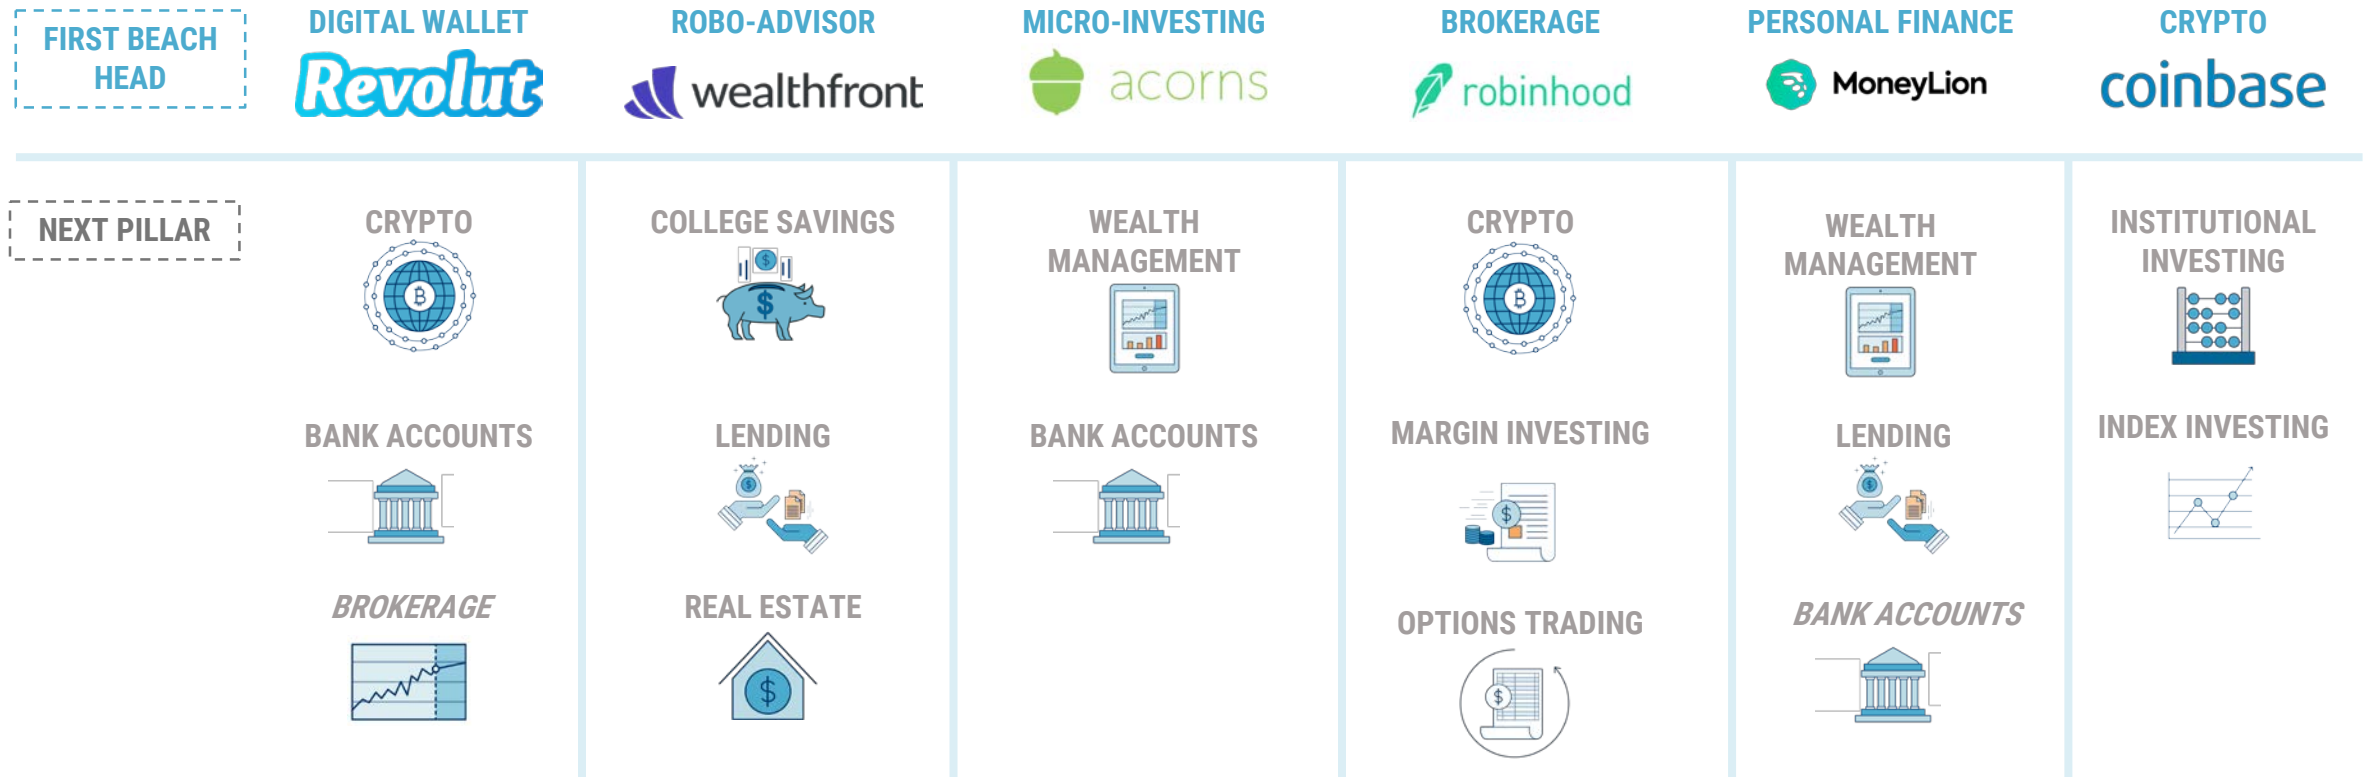 FIRST BEACH
HEAD
DIGITAL WALLET
ROBO-ADVISOR
MICRO-INVESTING
BROKERAGE
PERSONAL FINANCE
CRYPTO
Revolut
wealthfront
acorns
robinhood
MoneyLion
coinbase
NEXT PILLAR
CRYPTO
COLLEGE SAVINGS
WEALTH
MANAGEMENT
CRYPTO
WEALTH
MANAGEMENT
INSTITUTIONAL
INVESTING
BANK ACCOUNTS
LENDING
BANK ACCOUNTS
MARGIN INVESTING
LENDING
INDEX INVESTING
BROKERAGE
REAL ESTATE
OPTIONS TRADING
BANK ACCOUNTS